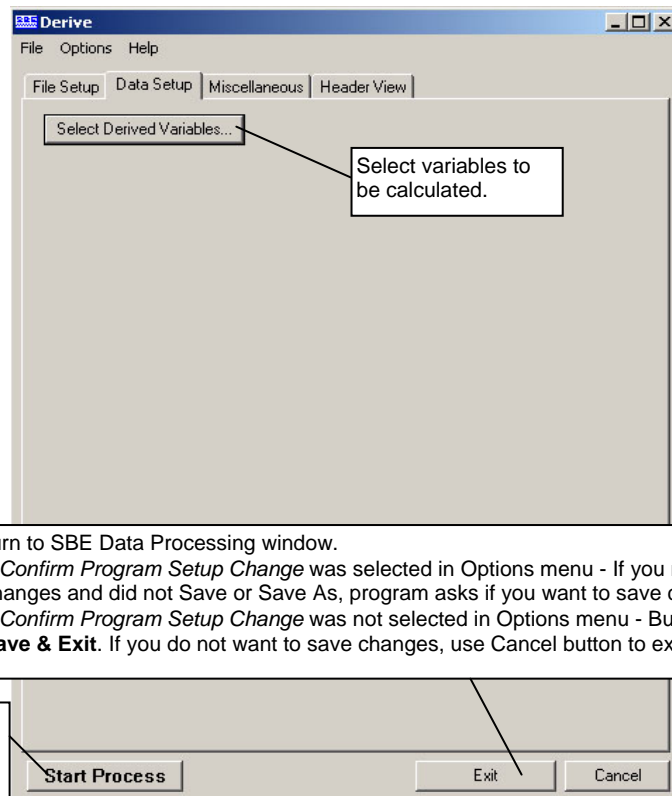 SBE Derive
File Options Help
File Setup Data Setup Miscellaneous Header View
Select Derived Variables...
Select variables to
be calculated.
urn to SBE Data Processing window.
Confirm Program Setup Change was selected in Options menu - If you
anges and did not Save or Save As, program asks if you want to save
Confirm Program Setup Change was not selected in Options menu - Bu
ave & Exit. If you do not want to save changes, use Cancel button to ex
Start Process Exit Cancel